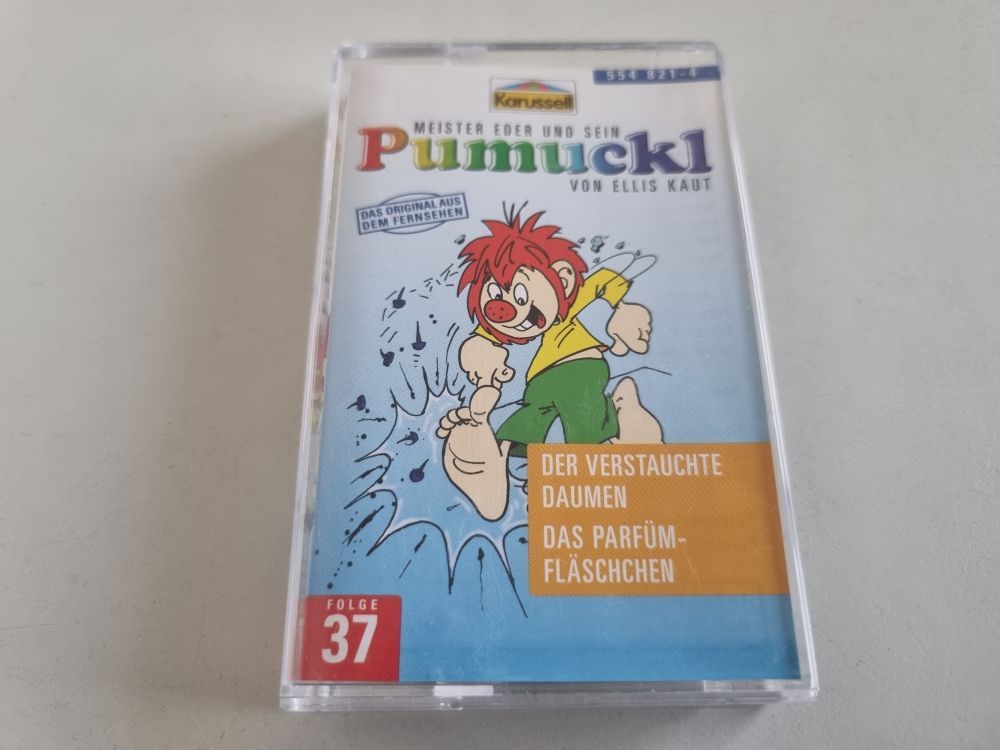 554 821-4
Karussell
MEISTER EDER UND SEIN
Pumuckl
VON ELLIS KAUT
DAS ORIGINAL AUS
DEM FERNSEHEN
DER VERSTAUCHTE
DAUMEN
DAS PARFÜM-
FLÄSCHCHEN
FOLGE
37